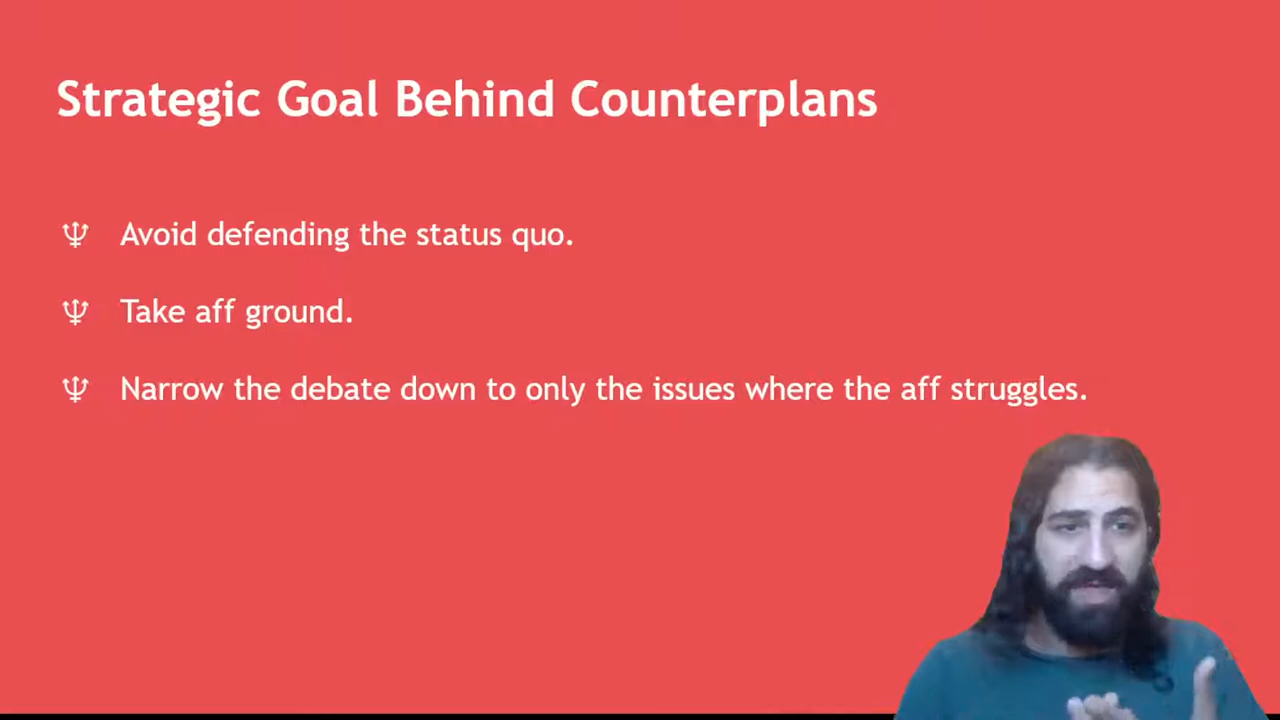 Strategic Goal Behind Counterplans
♆ Avoid defending the status quo.
♆ Take aff ground.
♆ Narrow the debate down to only the issues where the aff struggles.